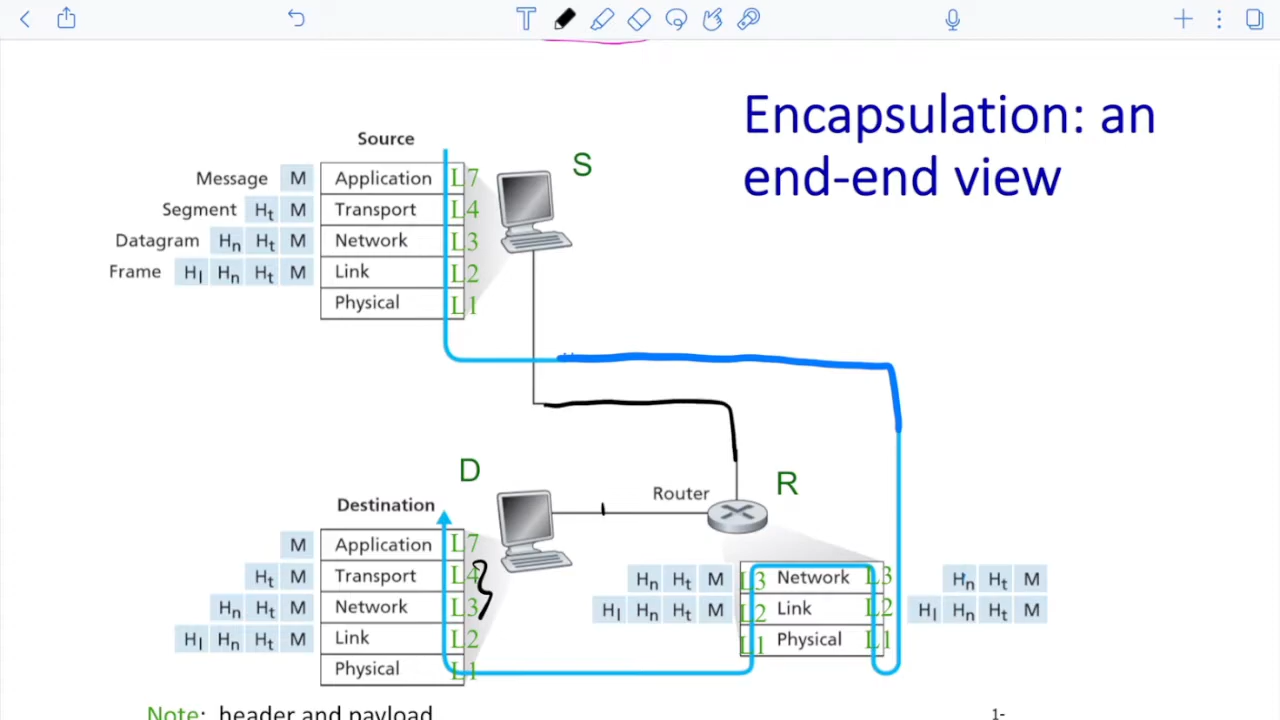 Encapsulation: an
end-end view
Source
S
Message M Application L7
Segment Ht M Transport L4
Datagram Hn Ht M Network L3
Frame Hl Hn Ht M Link L2
Physical L1
D
Router R
Destination
M Application L7
Ht M Transport L4
Hn Ht M Network L3
Hl Hn Ht M Link L2
Physical L1
Hn Ht M L3 Network L3 Hn Ht M
Hl Hn Ht M L2 Link L2 Hl Hn Ht M
L1 Physical L1
Note: header and payload
1-